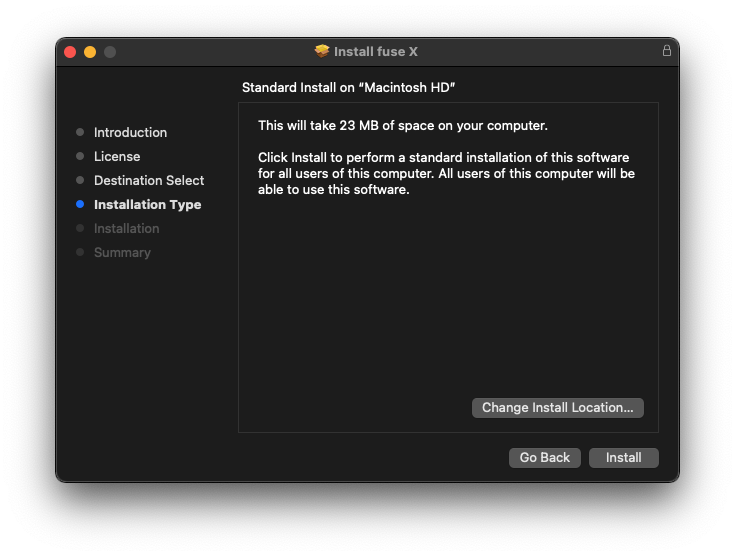 Install fuse X
Standard Install on “Macintosh HD”
Introduction
License
Destination Select
Installation Type
Installation
Summary
This will take 23 MB of space on your computer.
Click Install to perform a standard installation of this software
for all users of this computer. All users of this computer will be
able to use this software.
Change Install Location...
Go Back
Install